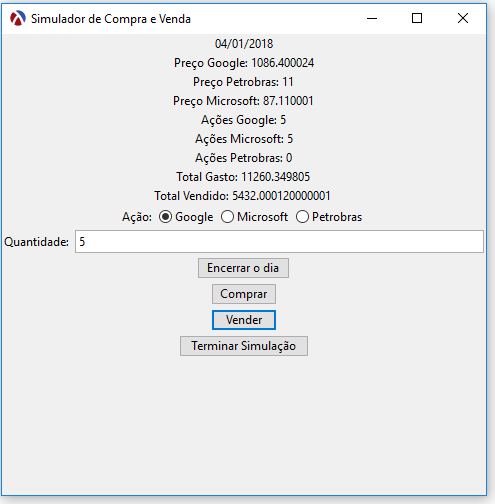 Simulador de Compra e Venda
04/01/2018
Preço Google: 1086.400024
Preço Petrobras: 11
Preço Microsoft: 87.110001
Ações Google: 5
Ações Microsoft: 5
Ações Petrobras: 0
Total Gasto: 11260.349805
Total Vendido: 5432.000120000001
Ação: Google Microsoft Petrobras
Quantidade: 5
Encerrar o dia
Comprar
Vender
Terminar Simulação